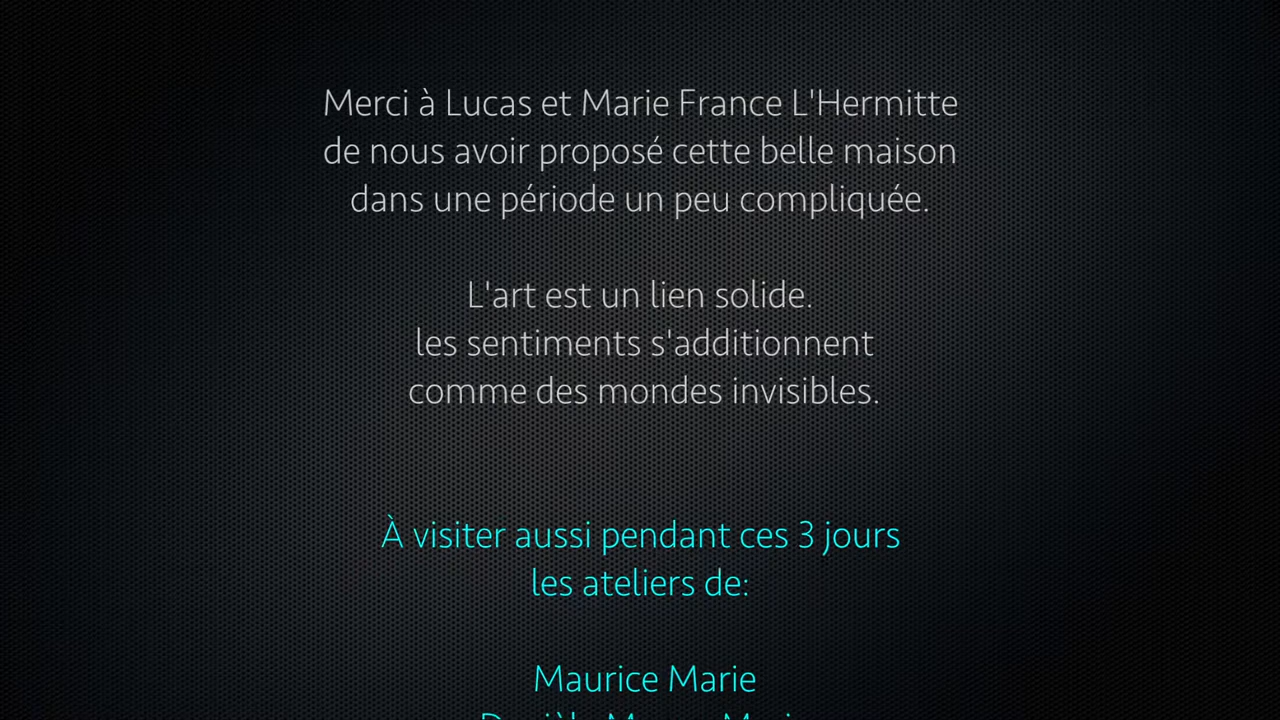 Merci à Lucas et Marie France L'Hermitte
de nous avoir proposé cette belle maison
dans une période un peu compliquée.
L'art est un lien solide.
les sentiments s'additionnent
comme des mondes invisibles.
À visiter aussi pendant ces 3 jours
les ateliers de:
Maurice Marie